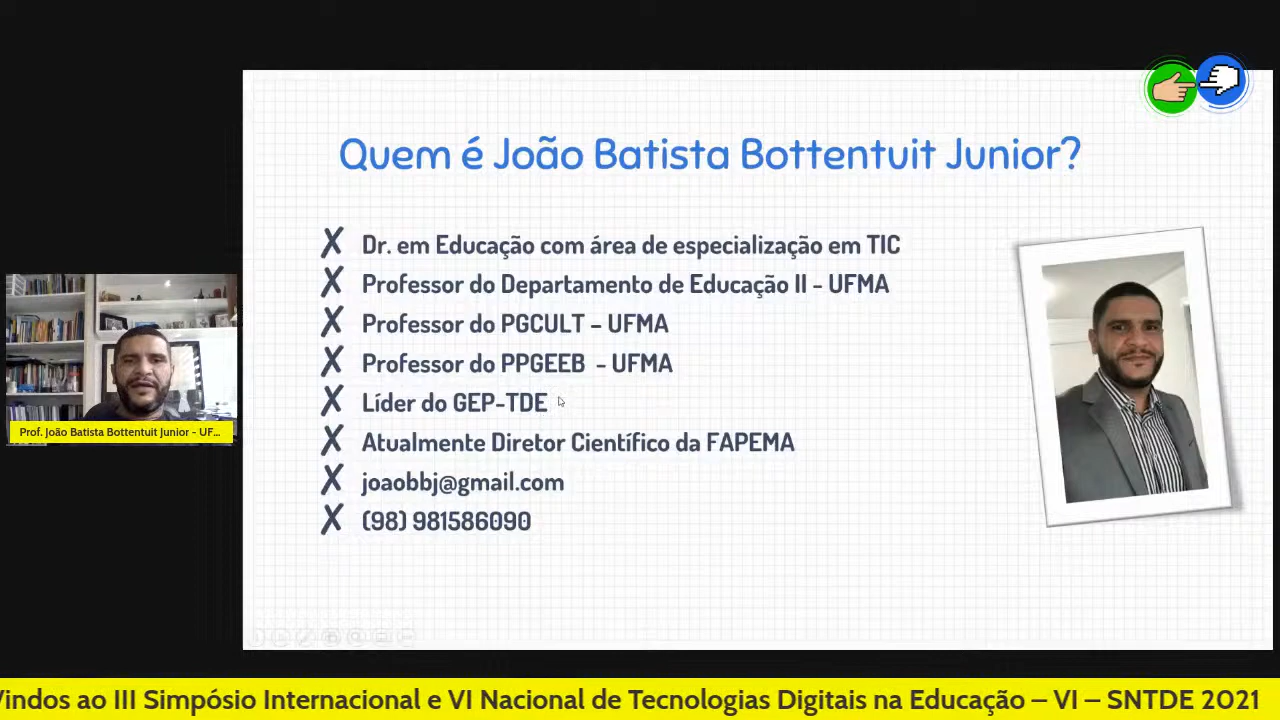 Quem é João Batista Bottentuit Junior?
✗ Dr. em Educação com área de especialização em TIC
✗ Professor do Departamento de Educação II - UFMA
✗ Professor do PGCULT – UFMA
✗ Professor do PPGEEB - UFMA
✗ Líder do GEP-TDE
✗ Atualmente Diretor Científico da FAPEMA
✗ joaobbj@gmail.com
✗ (98) 981586090
Prof. João Batista Bottentuit Junior - UF...
Vindos ao III Simpósio Internacional e VI Nacional de Tecnologias Digitais na Educação – VI – SNTDE 2021